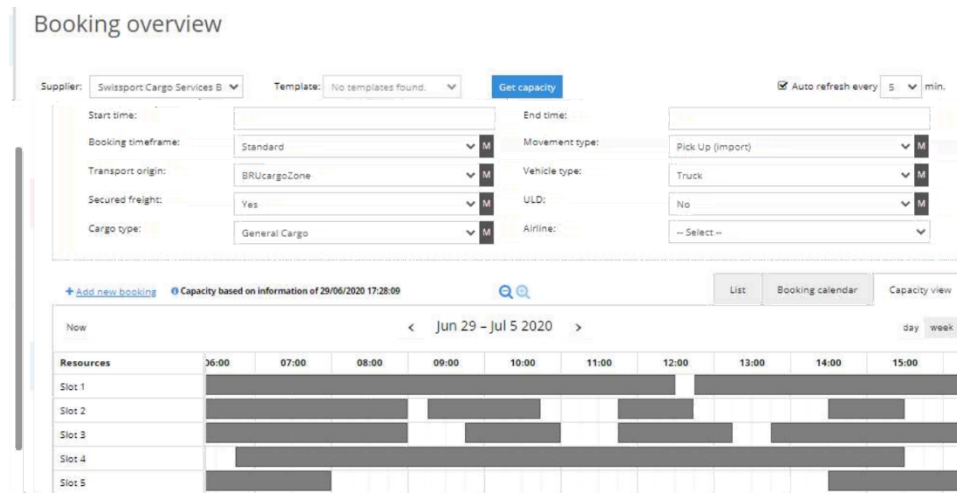 Booking overview
Supplier: Swissport Cargo Services B Template: No templates found. Get capacity Auto refresh every 5 min.
Start time: End time:
Booking timeframe: Standard M Movement type: Pick Up (import) M
Transport origin: BRUcargoZone M Vehicle type: Truck M
Secured freight: Yes M ULD: No M
Cargo type: General Cargo M Airline: -- Select --
+ Add new booking Capacity based on information of 29/06/2020 17:28:09 List Booking calendar Capacity view
Now < Jun 29 – Jul 5 2020 > day week
Resources 06:00 07:00 08:00 09:00 10:00 11:00 12:00 13:00 14:00 15:00
Slot 1
Slot 2
Slot 3
Slot 4
Slot 5